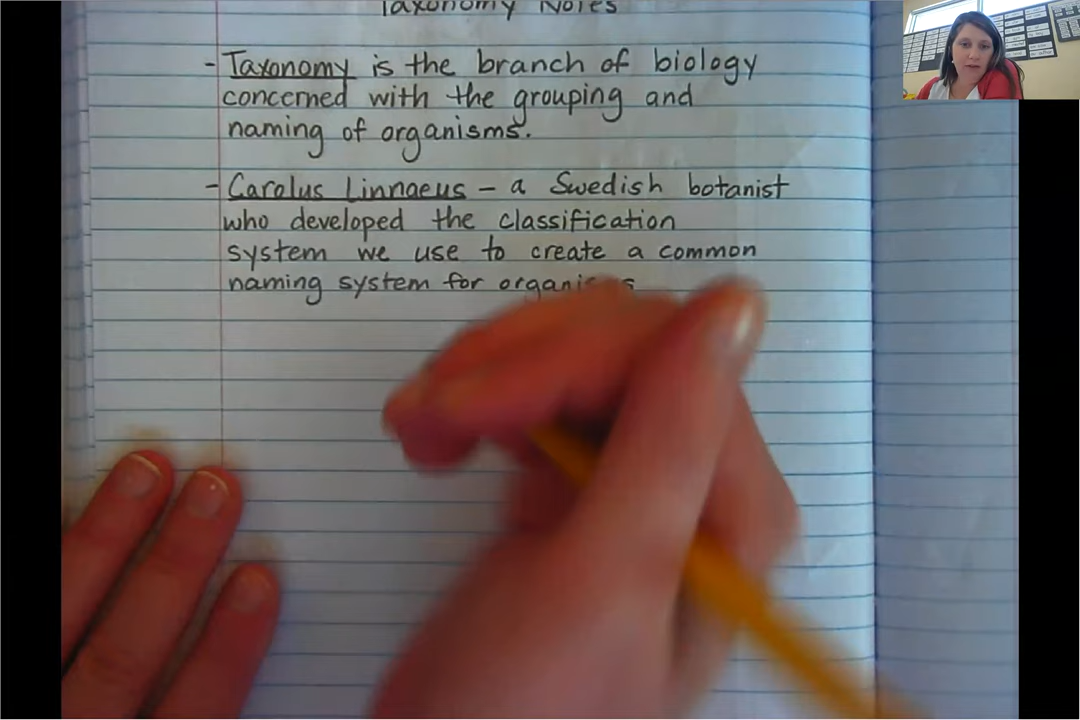 Taxonomy Notes
- Taxonomy is the branch of biology
concerned with the grouping and
naming of organisms.
- Carolus Linnaeus – a Swedish botanist
who developed the classification
system we use to create a common
naming system for